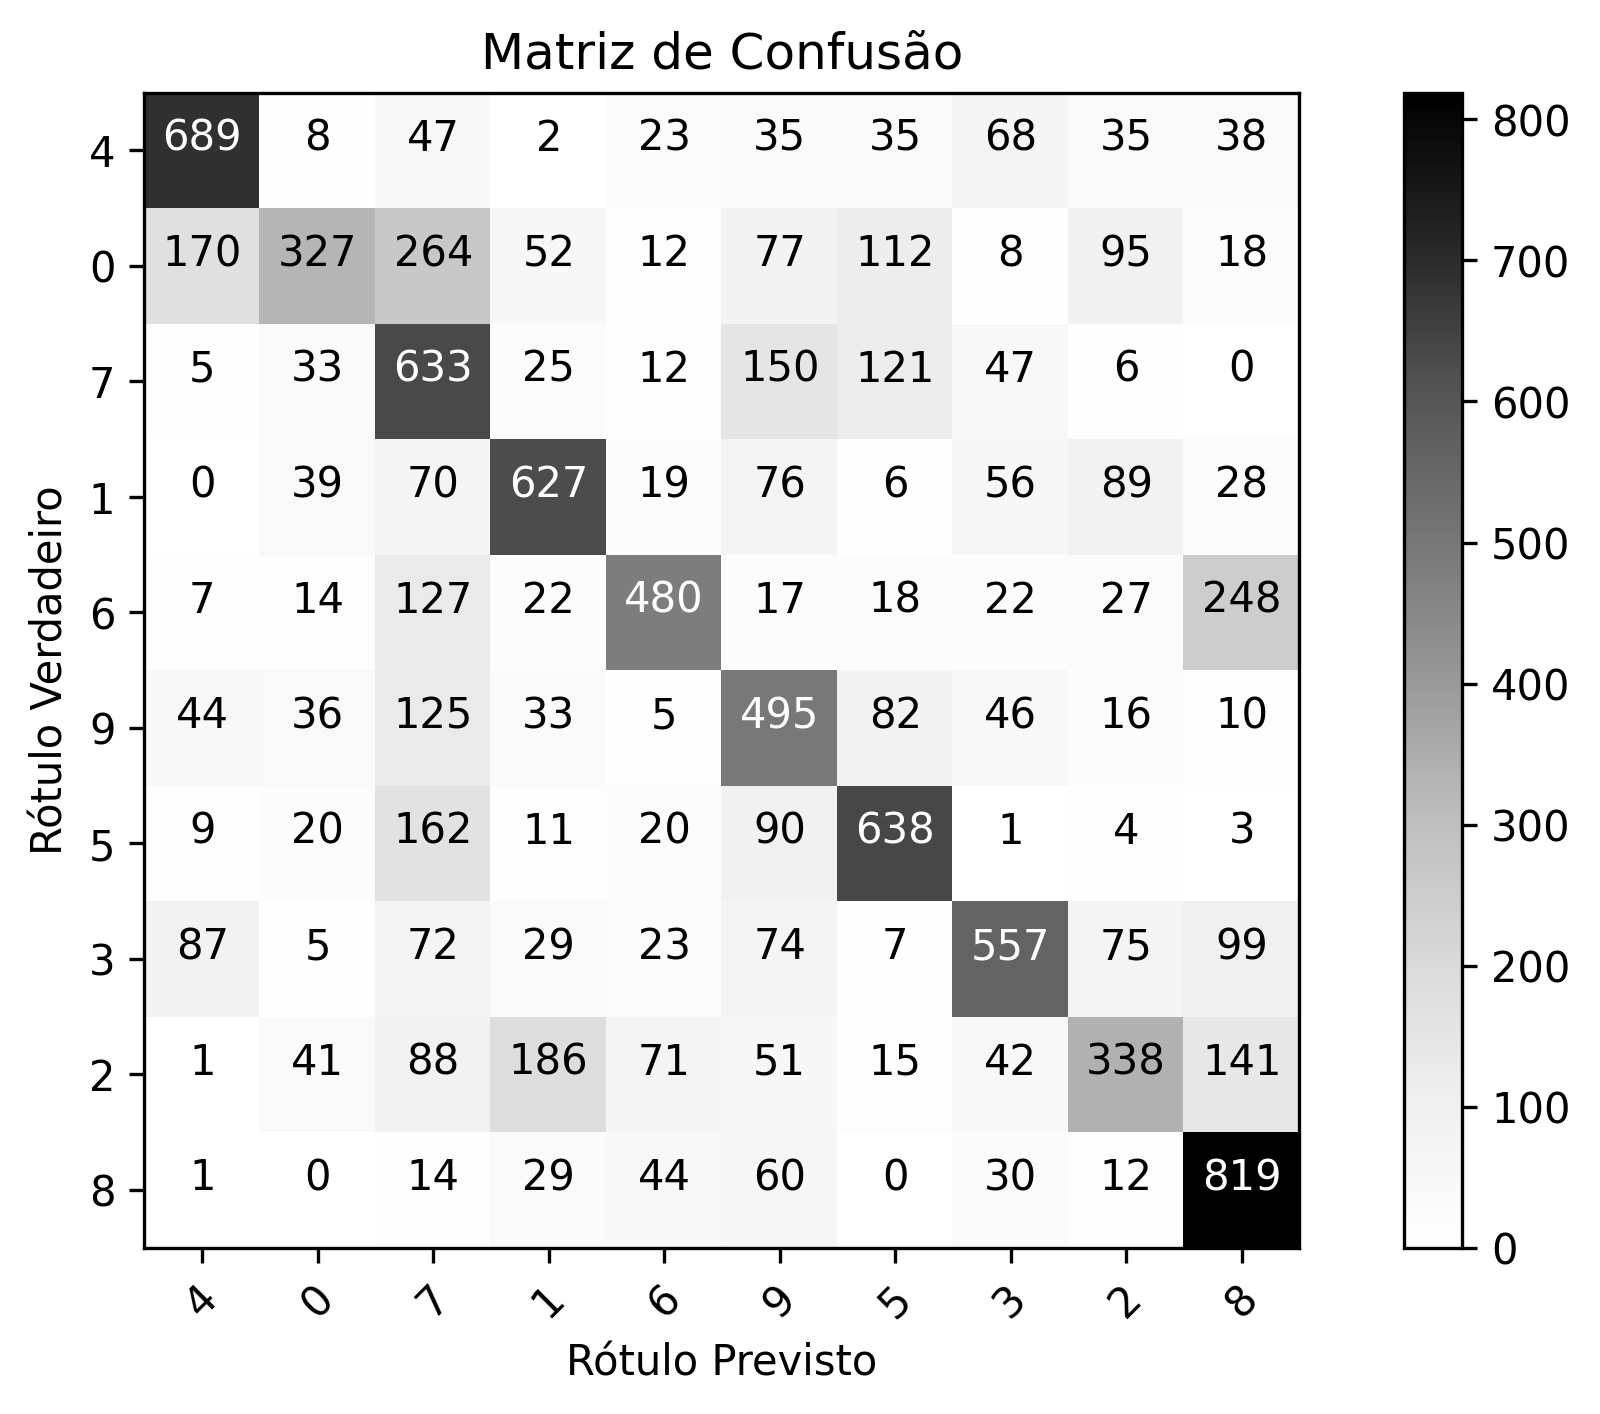 Matriz de Confusão
4 689 8 47 2 23 35 35 68 35 38
0 170 327 264 52 12 77 112 8 95 18
7 5 33 633 25 12 150 121 47 6 0
1 0 39 70 627 19 76 6 56 89 28
6 7 14 127 22 480 17 18 22 27 248
9 44 36 125 33 5 495 82 46 16 10
5 9 20 162 11 20 90 638 1 4 3
3 87 5 72 29 23 74 7 557 75 99
2 1 41 88 186 71 51 15 42 338 141
8 1 0 14 29 44 60 0 30 12 819
4 0 7 1 6 9 5 3 2 8
Rótulo Previsto
Rótulo Verdadeiro
800
700
600
500
400
300
200
100
0